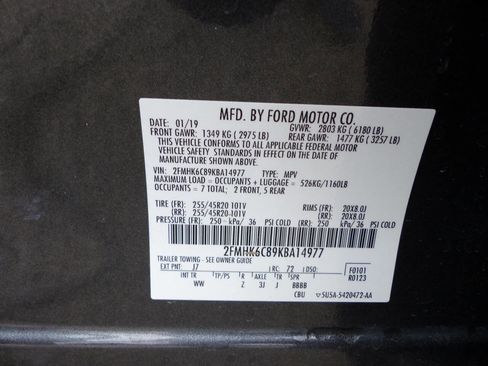 MFD. BY FORD MOTOR CO.
DATE: 01/19 GVWR: 2803 KG ( 6180 LB)
FRONT GAWR: 1349 KG ( 2975 LB) REAR GAWR: 1477 KG ( 3257 LB)
THIS VEHICLE CONFORMS TO ALL APPLICABLE FEDERAL MOTOR
VEHICLE SAFETY STANDARDS IN EFFECT ON THE DATE OF
MANUFACTURE SHOWN ABOVE.
VIN: 2FMHK6C89KBA14977 TYPE: MPV
MAXIMUM LOAD = OCCUPANTS + LUGGAGE = 526KG/1160LB
OCCUPANTS = 7 TOTAL; 2 FRONT, 5 REAR
TIRE (FR): 255/45R20 101V RIMS (FR): 20X8.0J
(RR): 255/45R20 101V (RR): 20X8.0J
PRESSURE (FR): 250 kPa/ 36 PSI COLD (RR) 250 kPa/ 36 PSI COLD
2FMHK6C89KBA14977
TRAILER TOWING - SEE OWNER GUIDE
EXT PNT: J7 RC: 72 DSO: F0101
INT TR TP/PS R AXLE TR SPR R0123
WW Z 3J J BBBB
CBU 5U5A-5420472-AA